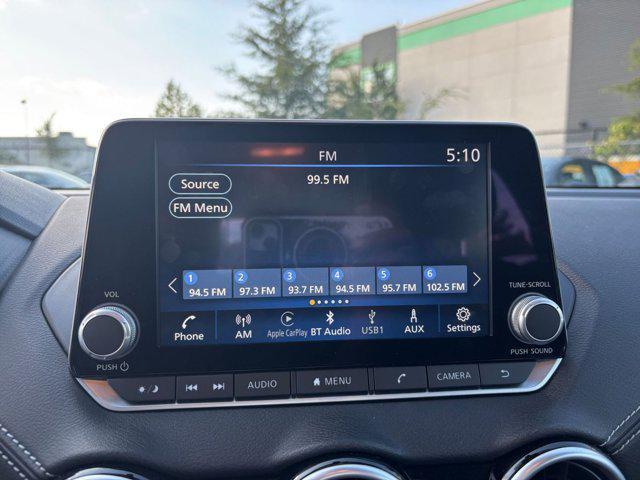 FM
5:10
Source
99.5 FM
FM Menu
1 2 3 4 5 6
94.5 FM 97.3 FM 93.7 FM 94.5 FM 95.7 FM 102.5 FM
Phone AM Apple CarPlay BT Audio USB1 AUX Settings
VOL
PUSH
TUNE·SCROLL
PUSH SOUND
AUDIO MENU CAMERA